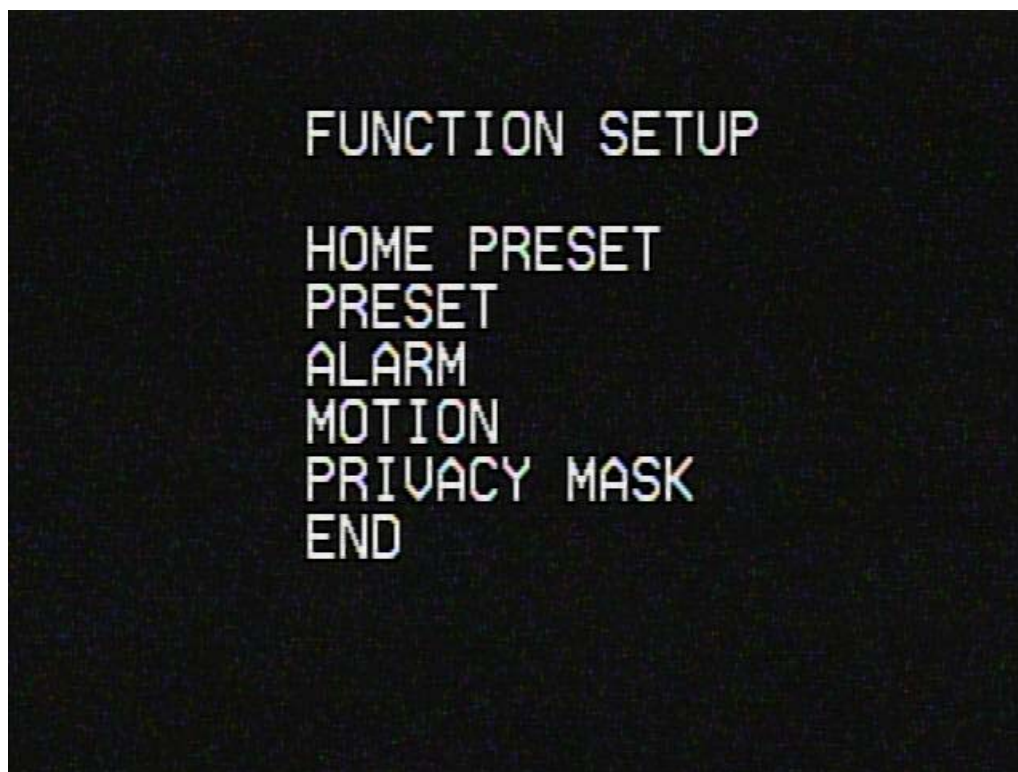 FUNCTION SETUP
HOME PRESET
PRESET
ALARM
MOTION
PRIVACY MASK
END